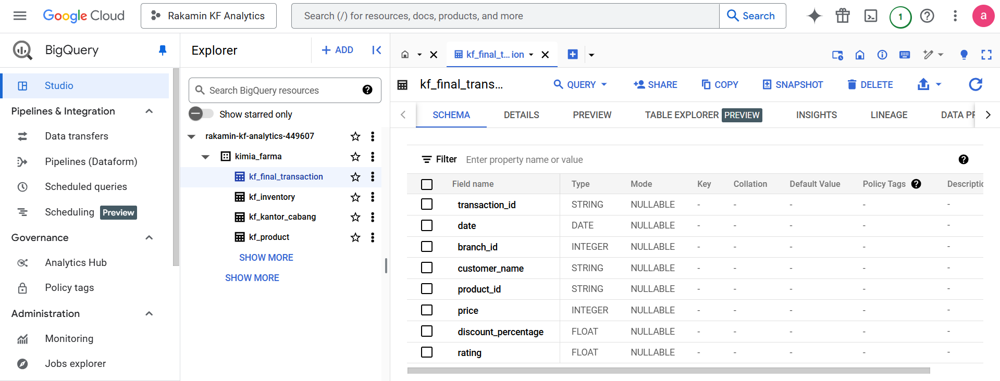 Google Cloud
Rakamin KF Analytics
Search (/) for resources, docs, products, and more
Search
1
a
BigQuery
Studio
Pipelines & Integration
Data transfers
Pipelines (Dataform)
Scheduled queries
Scheduling Preview
Governance
Analytics Hub
Policy tags
Administration
Monitoring
Jobs explorer
Explorer
ADD
Search BigQuery resources
Show starred only
rakamin-kf-analytics-449607
kimia_farma
kf_final_transaction
kf_inventory
kf_kantor_cabang
kf_product
SHOW MORE
SHOW MORE
kf_final_t... ion
kf_final_trans...
QUERY
SHARE
COPY
SNAPSHOT
DELETE
SCHEMA DETAILS PREVIEW TABLE EXPLORER PREVIEW INSIGHTS LINEAGE DATA PR
Filter Enter property name or value
Field name Type Mode Key Collation Default Value Policy Tags Descriptio
transaction_id STRING NULLABLE - - - - -
date DATE NULLABLE - - - - -
branch_id INTEGER NULLABLE - - - - -
customer_name STRING NULLABLE - - - - -
product_id STRING NULLABLE - - - - -
price INTEGER NULLABLE - - - - -
discount_percentage FLOAT NULLABLE - - - - -
rating FLOAT NULLABLE - - - - -